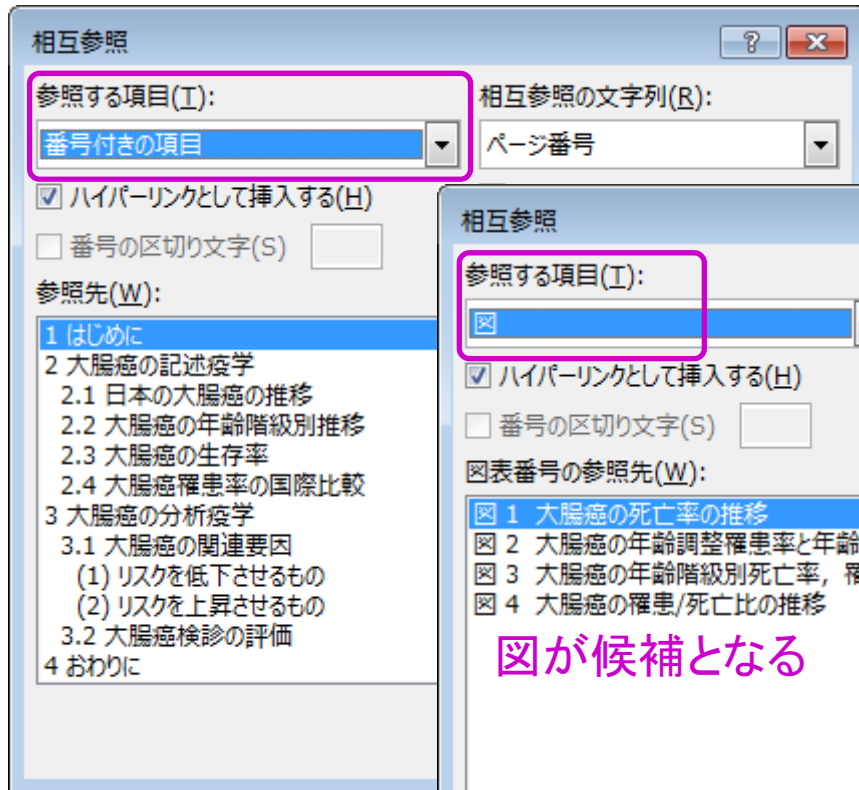 相互参照
参照する項目(T):
相互参照の文字列(R):
番号付きの項目
ページ番号
ハイパーリンクとして挿入する(H)
番号の区切り文字(S)
参照先(W):
1 はじめに
2 大腸癌の記述疫学
2.1 日本の大腸癌の推移
2.2 大腸癌の年齢階級別推移
2.3 大腸癌の生存率
2.4 大腸癌罹患率の国際比較
3 大腸癌の分析疫学
3.1 大腸癌の関連要因
(1) リスクを低下させるもの
(2) リスクを上昇させるもの
3.2 大腸癌検診の評価
4 おわりに
相互参照
参照する項目(T):
図
ハイパーリンクとして挿入する(H)
番号の区切り文字(S)
図表番号の参照先(W):
図 1 大腸癌の死亡率の推移
図 2 大腸癌の年齢調整罹患率と年齢
図 3 大腸癌の年齢階級別死亡率，罹
図 4 大腸癌の罹患/死亡比の推移
図が候補となる